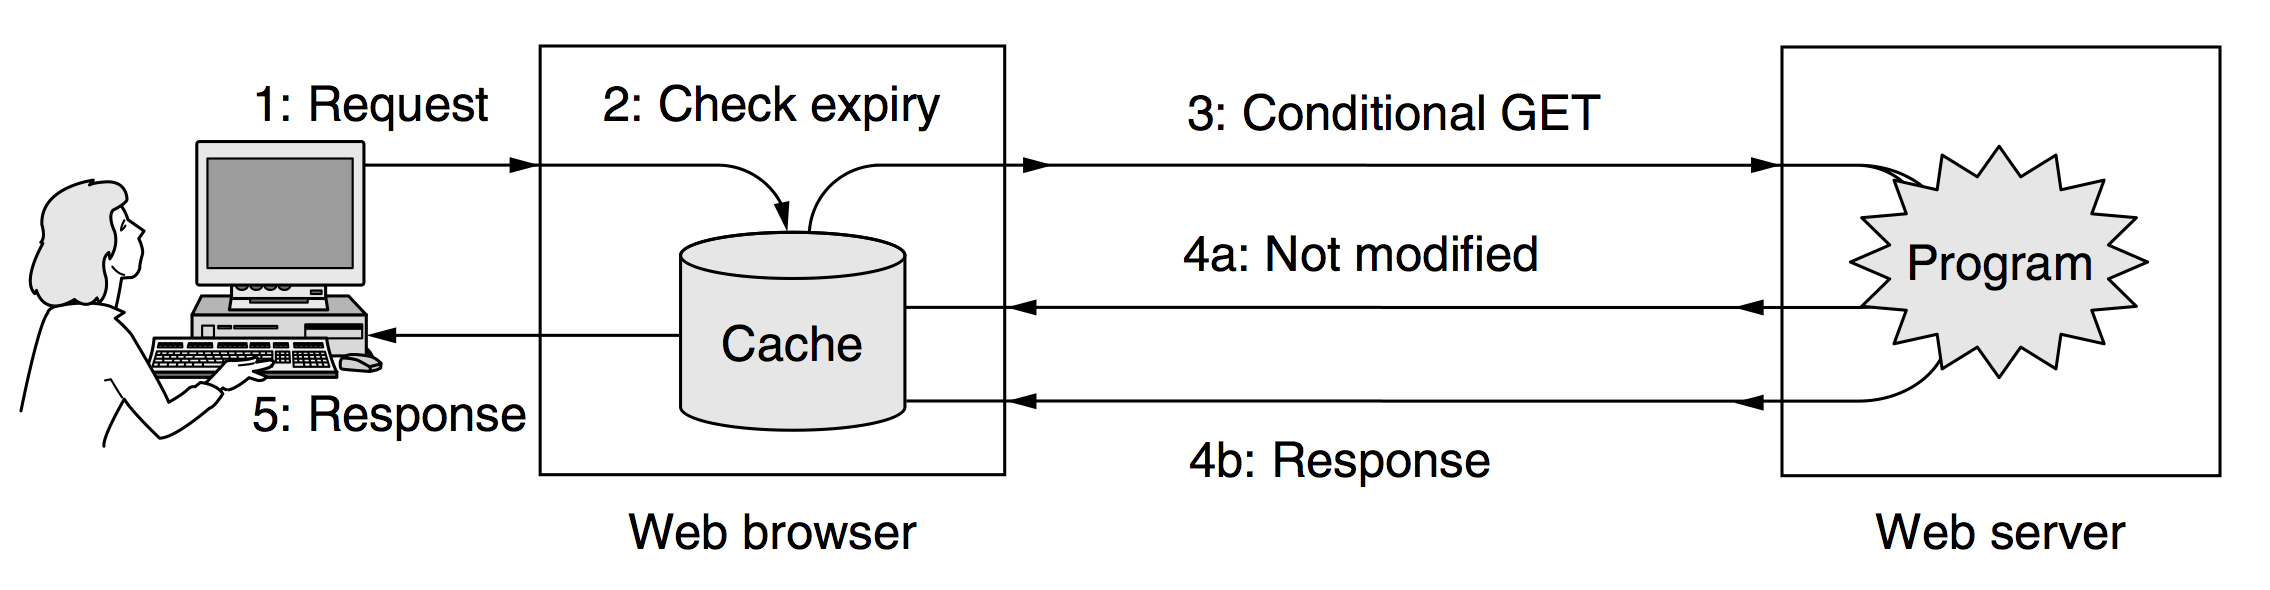 1: Request
2: Check expiry
3: Conditional GET
4a: Not modified
Program
Cache
5: Response
4b: Response
Web browser
Web server